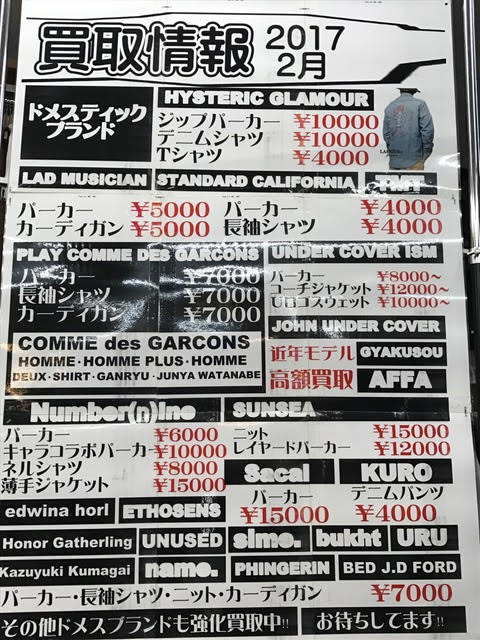 買取情報 2017 2月
ドメスティックブランド
HYSTERIC GLAMOUR
ジップパーカー ¥10000
デニムシャツ ¥10000
Tシャツ ¥4000
LAD MUSICIAN STANDARD CALIFORNIA TMT
パーカー ¥5000 パーカー ¥4000
カーディガン ¥5000 長袖シャツ ¥4000
PLAY COMME DES GARCONS
パーカー ¥7000
長袖シャツ ¥7000
カーディガン ¥7000
UNDER COVER ISM
パーカー ¥8000~
コーチジャケット ¥12000~
¥10000~
COMME des GARCONS
HOMME・HOMME PLUS・HOMME
DEUX・SHIRT・GANRYU・JUNYA WATANABE
JOHN UNDER COVER
近年モデル GYAKUSOU
高額買取 AFFA
Number(n)ine
パーカー ¥6000
キャラコラボパーカー ¥10000
ネルシャツ ¥8000
薄手ジャケット ¥15000
SUNSEA
ニット ¥15000
レイヤードパーカー ¥12000
Sacai KURO
パーカー デニムパンツ
¥15000 ¥4000
edwina horl ETHOSENS
Honor Gathering UNUSED slmo. bukht URU
Kazuyuki Kumagai name. PHINGERIN BED J.D FORD
パーカー・長袖シャツ・ニット・カーディガン ¥7000
その他ドメスブランドも強化買取中!! お待ちしてます!!